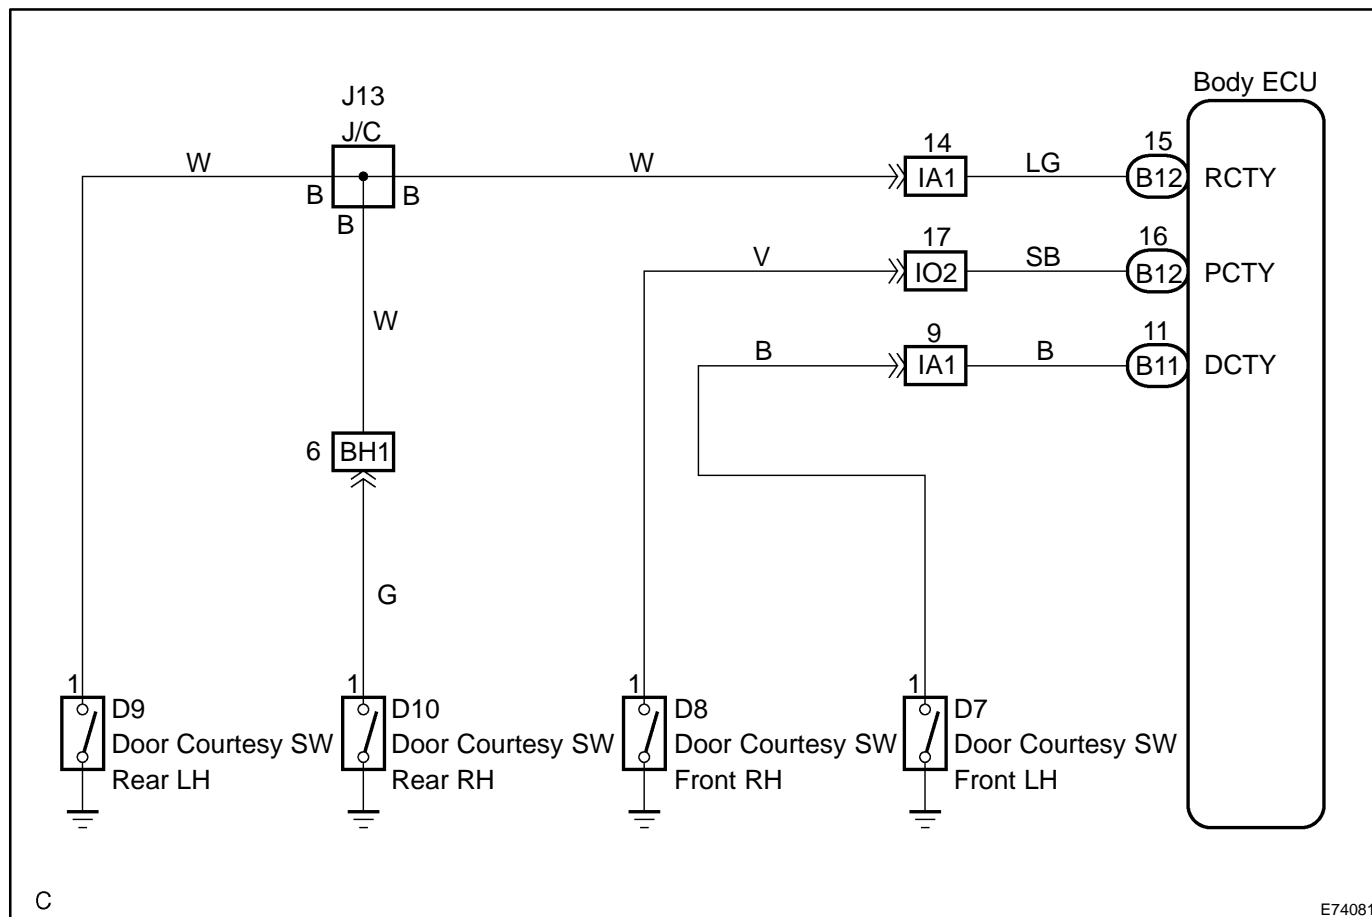 Body ECU
J13
J/C
W
W
B
B
B
14
IA1
LG
15
B12
RCTY
V
17
IO2
SB
16
B12
PCTY
W
B
9
IA1
B
11
B11
DCTY
6
BH1
G
1
D9
Door Courtesy SW
Rear LH
1
D10
Door Courtesy SW
Rear RH
1
D8
Door Courtesy SW
Front RH
1
D7
Door Courtesy SW
Front LH
C
E74081